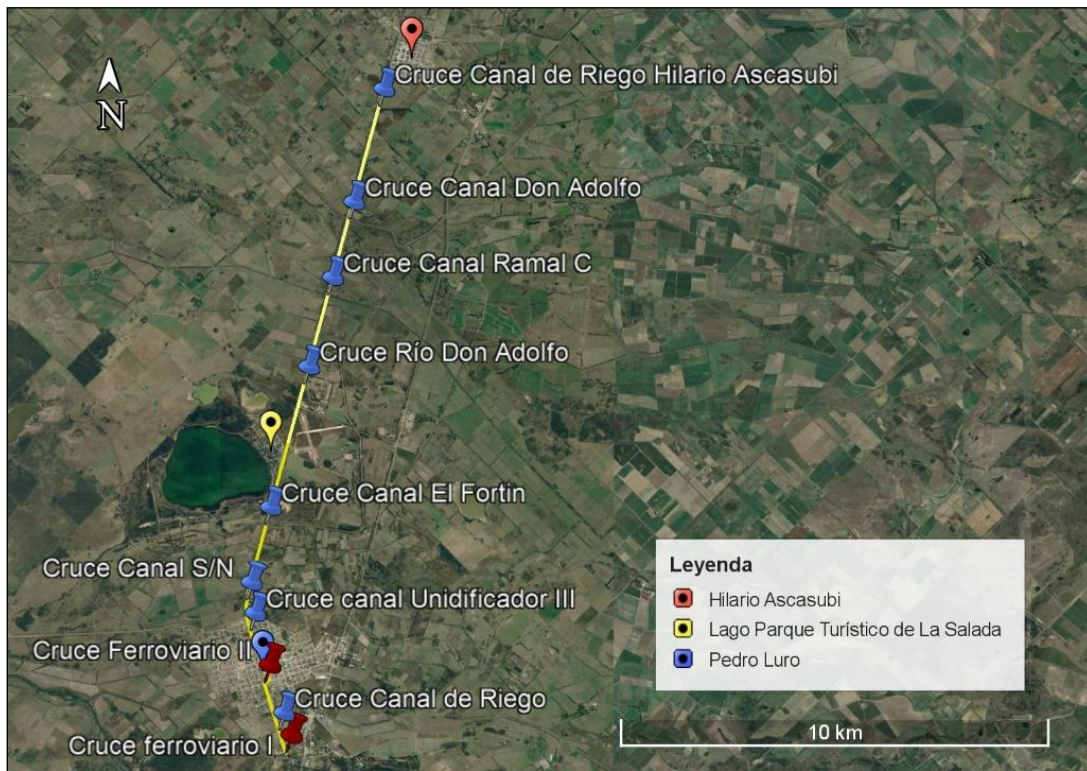 Cruce Canal de Riego Hilario Ascasubi
N
Cruce Canal Don Adolfo
Cruce Canal Ramal C
Cruce Río Don Adolfo
Cruce Canal El Fortin
Cruce Canal S/N
Cruce canal Unidificador III
Cruce Ferroviario II
Cruce Canal de Riego
Cruce ferroviario I
Leyenda
Hilario Ascasubi
Lago Parque Turístico de La Salada
Pedro Luro
10 km